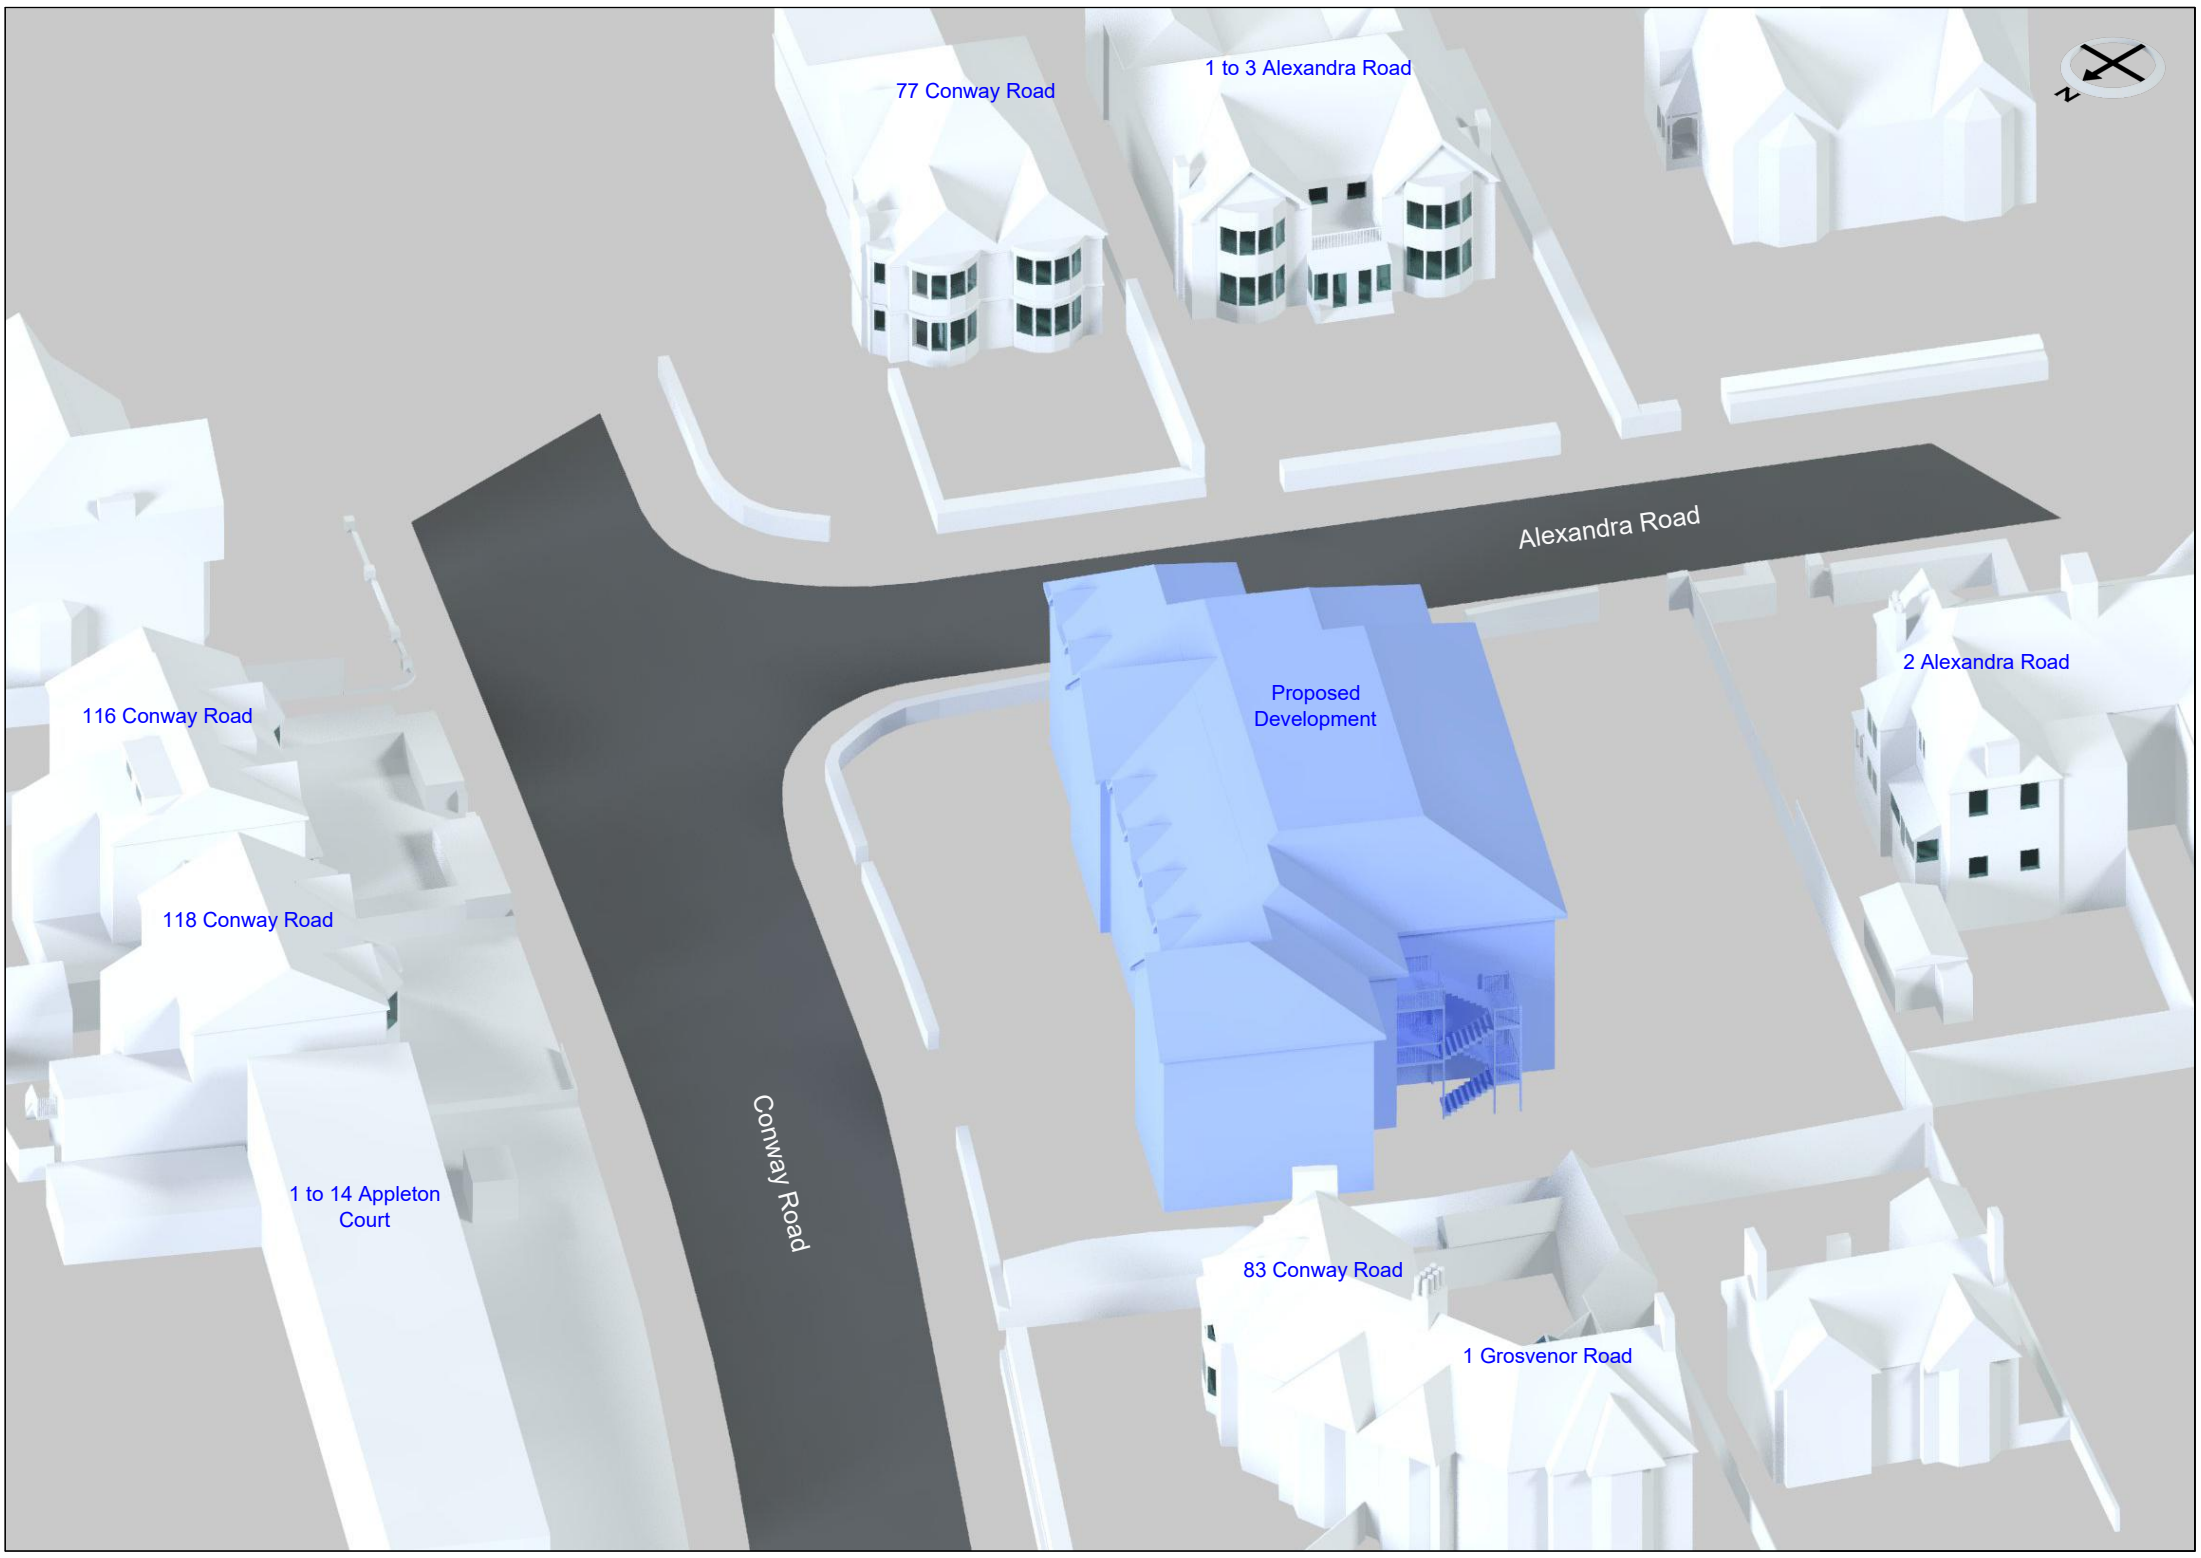 1 to 3 Alexandra Road
77 Conway Road
N
Alexandra Road
2 Alexandra Road
Proposed
Development
116 Conway Road
118 Conway Road
Conway Road
1 to 14 Appleton
Court
83 Conway Road
1 Grosvenor Road